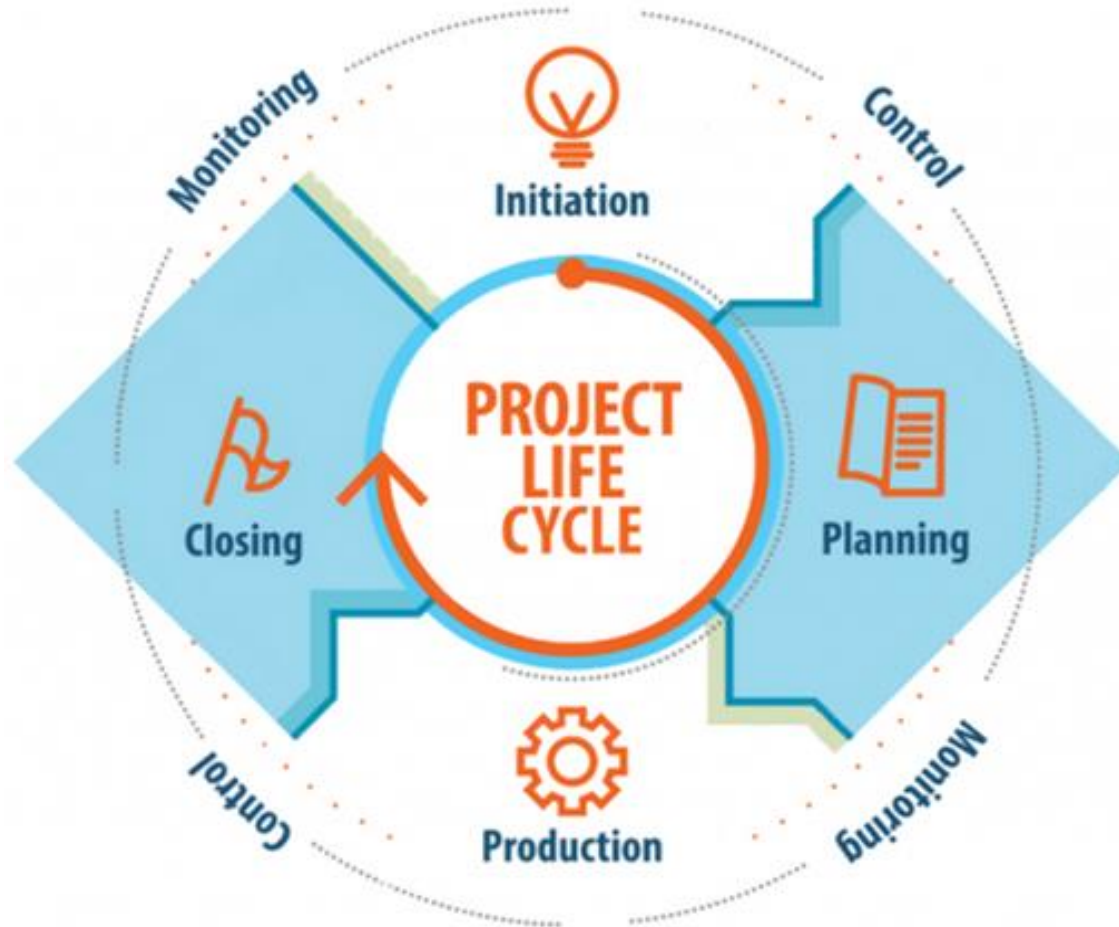 Monitoring
Control
Initiation
PROJECT
LIFE
CYCLE
Closing
Planning
Production
Control
Monitoring